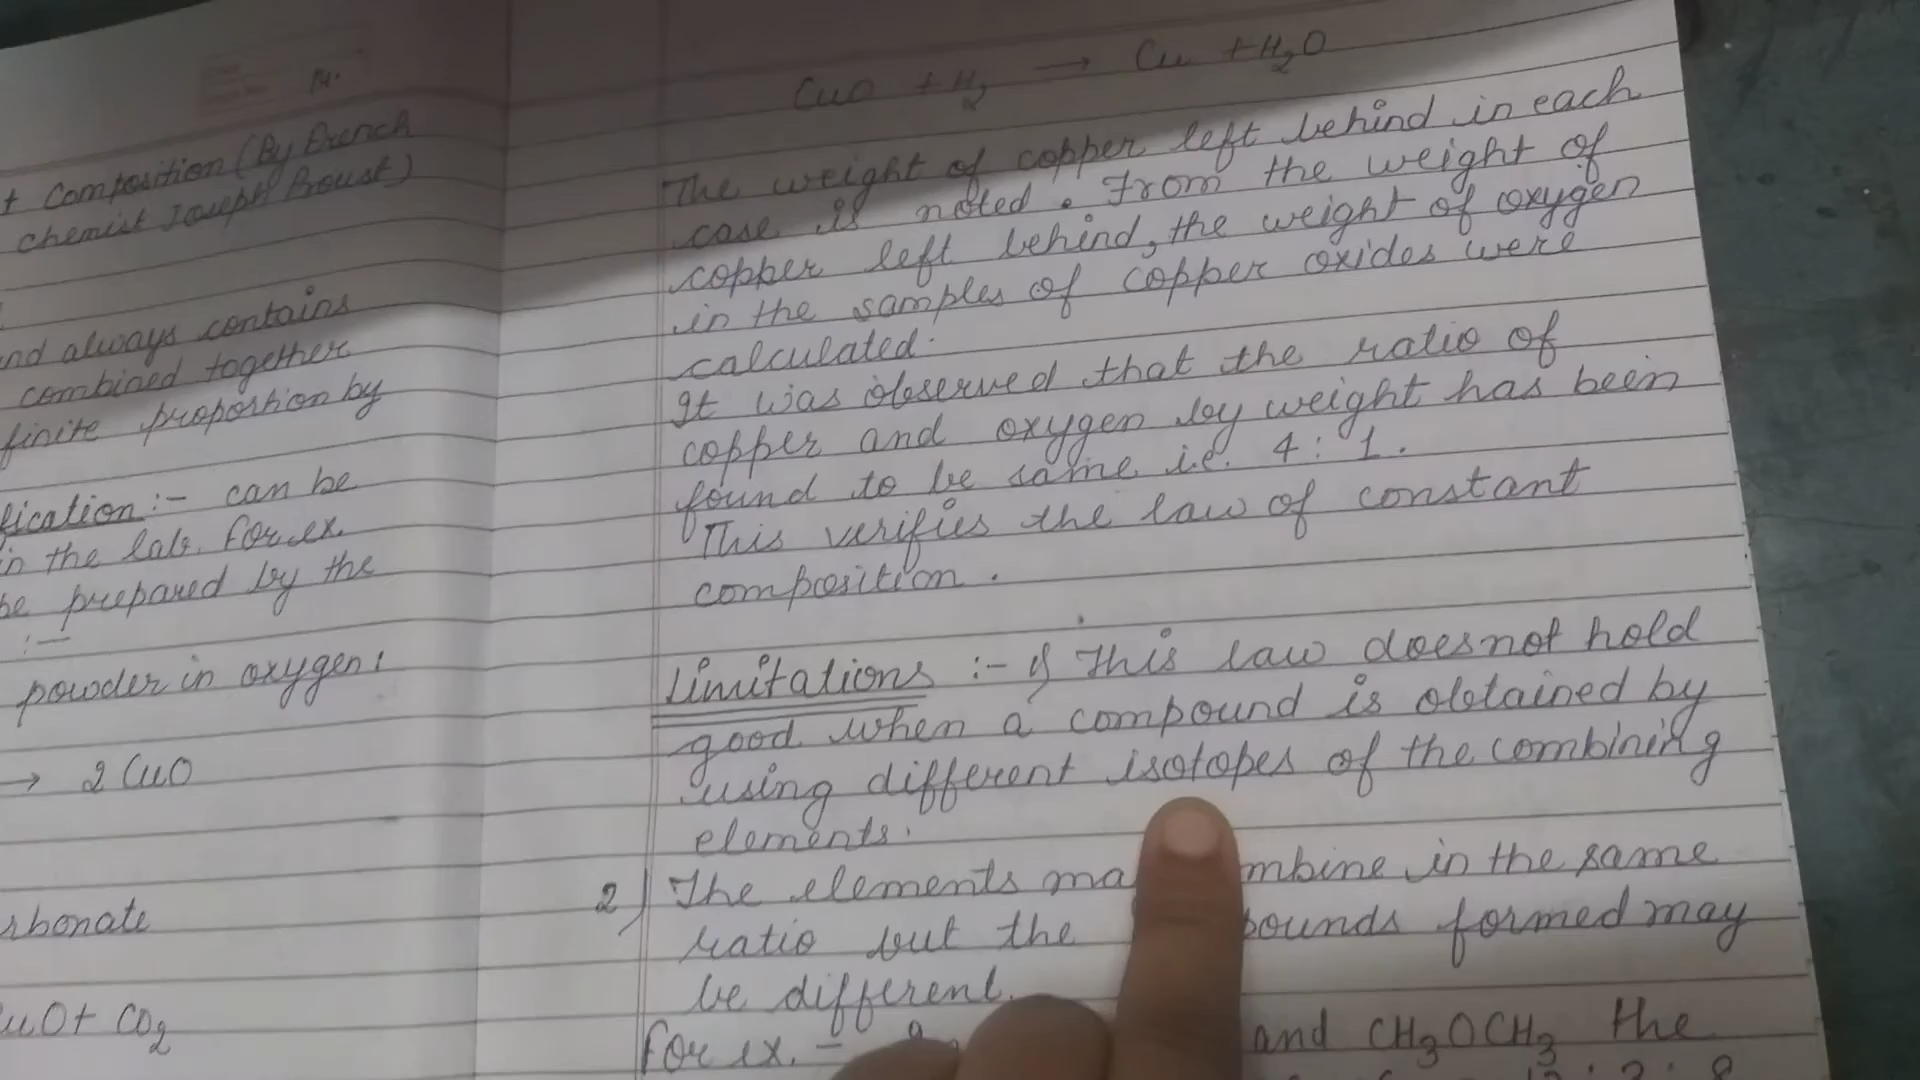 t Composition (By French
chemist Joseph Proust)
nd always contains
combined together
finite proportion by
fication :- can be
in the lab. For ex.
be prepared by the
:-
powder in oxygen:
→ 2 CuO
rbonate
uO + CO2
CuO + H2 → Cu + H2O
The weight of copper left behind in each
case is noted. From the weight of
copper left behind, the weight of oxygen
in the samples of copper oxides were
calculated.
It was observed that the ratio of
copper and oxygen by weight has been
found to be same i.e. 4 : 1.
This verifies the law of constant
composition.
Limitations :- 1) This law does not hold
good when a compound is obtained by
using different isotopes of the combining
elements.
2) The elements ma mbine in the same
ratio but the pounds formed may
be different.
For ex. - and CH3OCH3 the